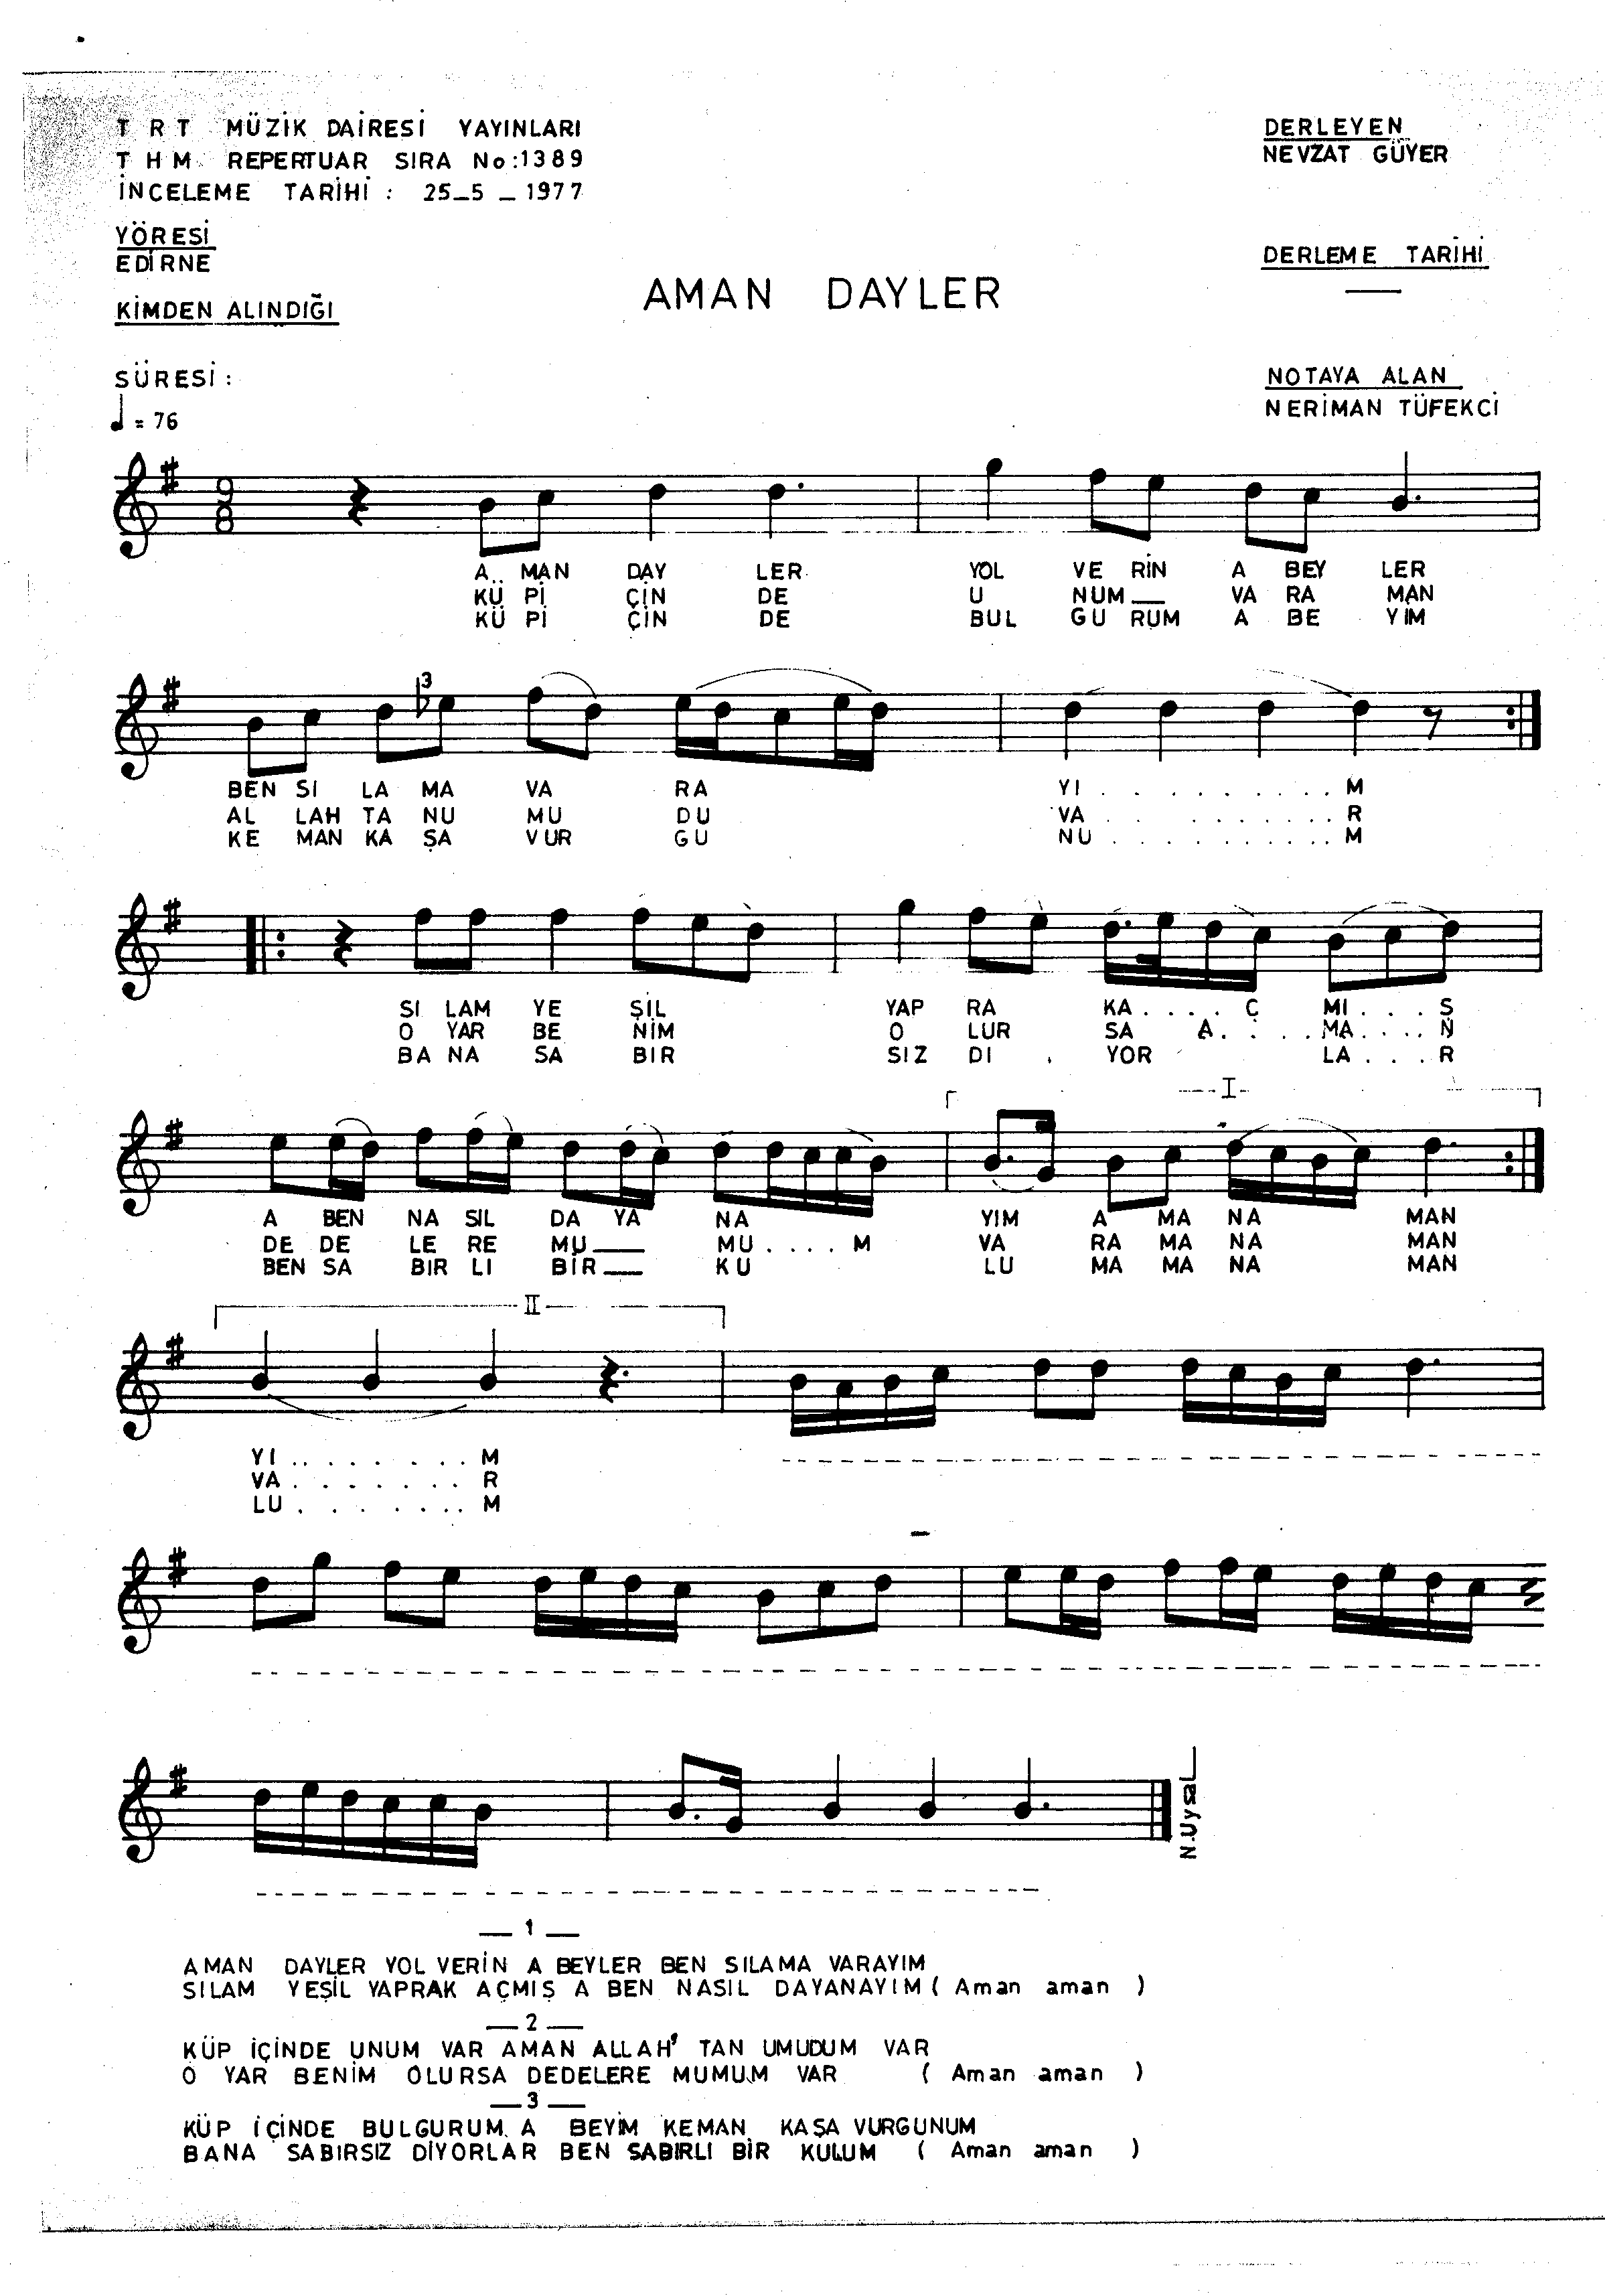 T R T MÜZİK DAİRESİ YAYINLARI
T H M REPERTUAR SIRA No:1389
İNCELEME TARİHİ : 25_5_1977
DERLEYEN
NEVZAT GÜYER
YÖRESİ
EDİRNE
DERLEME TARİHİ
KİMDEN ALINDIĞI
AMAN DAYLER
SÜRESİ :
= 76
NOTAYA ALAN
NERİMAN TÜFEKCİ
9
8
A.. MAN DAY LER YOL VE RİN A BEY LER
KÜ Pİ ÇİN DE U NUM__ VA RA MAN
KÜ Pİ ÇİN DE BUL GU RUM A BE YİM
3
BEN SI LA MA VA RA YI . . . . . . . . . . M
AL LAH TA NU MU DU VA . . . . . . . . . R
KE MAN KA ŞA VUR GU NU . . . . . . . . . . M
SI LAM YE ŞİL YAP RA KA . . . . Ç MI . . . Ş
O YAR BE NİM O LUR SA A . . . . MA . . . . N
BA NA SA BIR SIZ DI . YOR LA . . . R
I
A BEN NA SIL DA YA NA YIM A MA NA MAN
DE DE LE RE MU__ MU . . . . M VA RA MA NA MAN
BEN SA BIR LI BİR__ KU LU MA MA NA MAN
II
YI . . . . . . . . M
VA . . . . . . . R
LU . . . . . . . M
N.Uysal
__ 1 __
AMAN DAYLER YOL VERİN A BEYLER BEN SILAMA VARAYIM
SILAM YEŞİL YAPRAK AÇMIŞ A BEN NASIL DAYANAYIM ( Aman aman )
__ 2 __
KÜP İÇİNDE UNUM VAR AMAN ALLAH' TAN UMUDUM VAR
O YAR BENİM OLURSA DEDELERE MUMUM VAR ( Aman aman )
__ 3 __
KÜP İÇİNDE BULGURUM A BEYİM KEMAN KAŞA VURGUNUM
BANA SABIRSIZ DİYORLAR BEN SABIRLI BİR KULUM ( Aman aman )